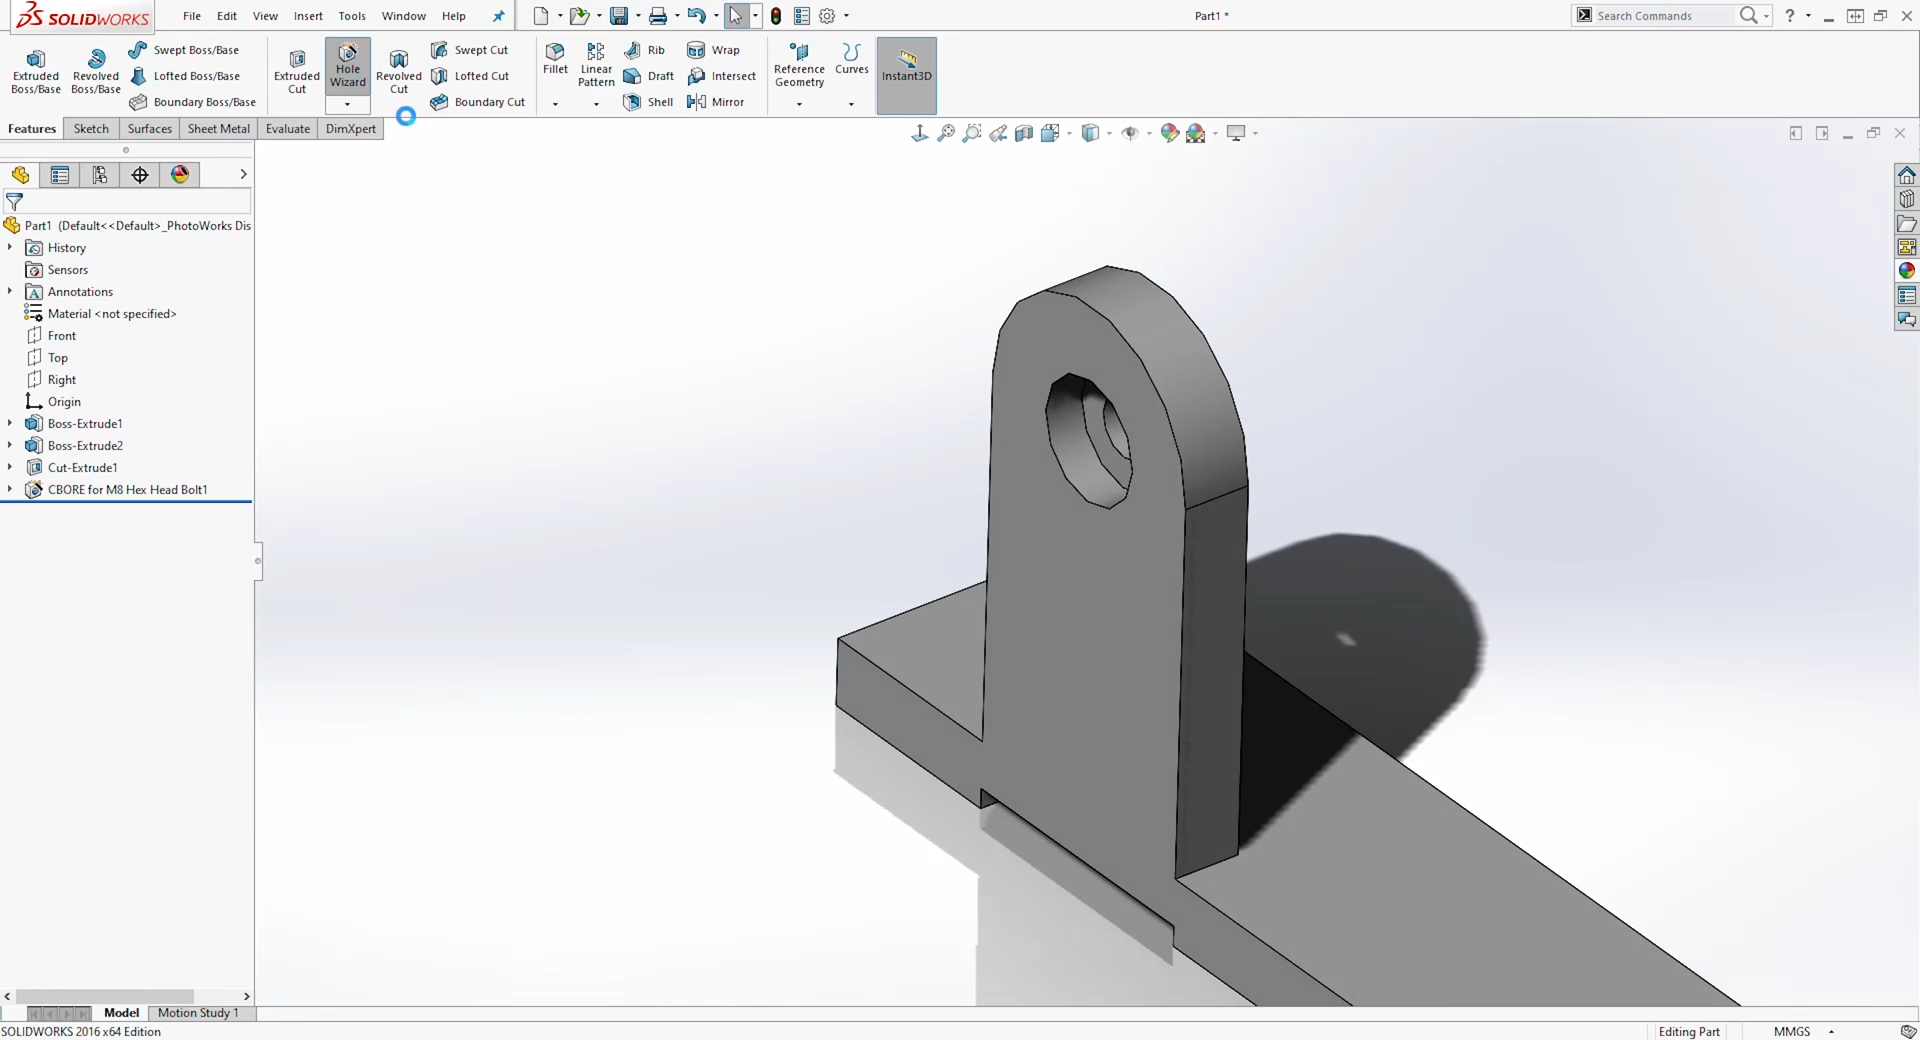 SOLIDWORKS File Edit View Insert Tools Window Help Part1 * Search Commands ?
Extruded Boss/Base
Revolved Boss/Base
Swept Boss/Base
Lofted Boss/Base
Boundary Boss/Base
Extruded Cut
Hole Wizard
Revolved Cut
Swept Cut
Lofted Cut
Boundary Cut
Fillet
Linear Pattern
Rib
Draft
Shell
Wrap
Intersect
Mirror
Reference Geometry
Curves
Instant3D
Features Sketch Surfaces Sheet Metal Evaluate DimXpert
Part1 (Default<<Default>_PhotoWorks Dis
History
Sensors
Annotations
Material <not specified>
Front
Top
Right
Origin
Boss-Extrude1
Boss-Extrude2
Cut-Extrude1
CBORE for M8 Hex Head Bolt1
Model Motion Study 1
SOLIDWORKS 2016 x64 Edition Editing Part MMGS